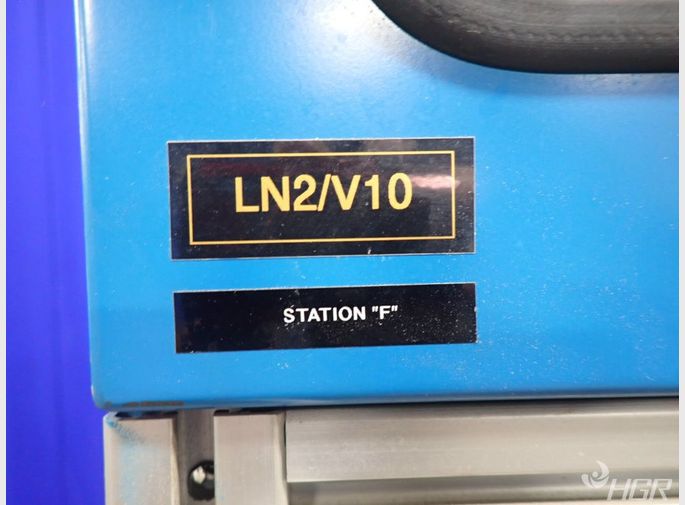 LN2/V10
STATION "F"
HGR